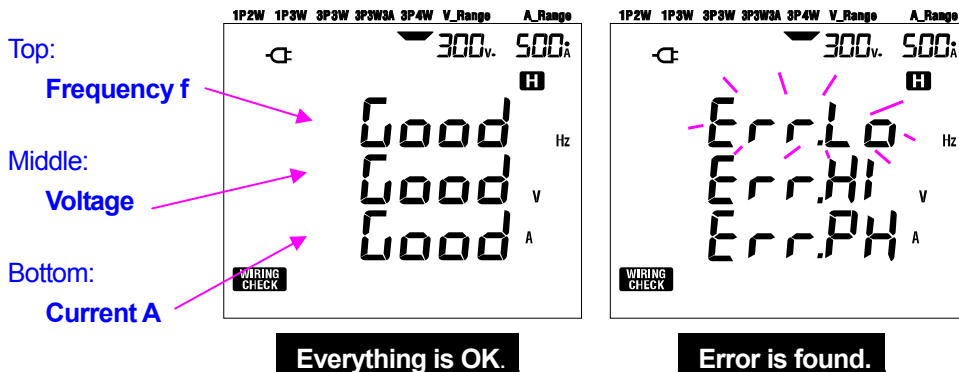 1P2W 1P3W 3P3W 3P3W3A 3P4W V_Range A_Range
300V~ 500A
H
Top:
Frequency f
Good Hz
Middle:
Voltage
Good V
Bottom:
Current A
Good A
WIRING
CHECK
Everything is OK.
1P2W 1P3W 3P3W 3P3W3A 3P4W V_Range A_Range
300V~ 500A
H
Err.Lo Hz
Err.HI V
Err.PH A
WIRING
CHECK
Error is found.